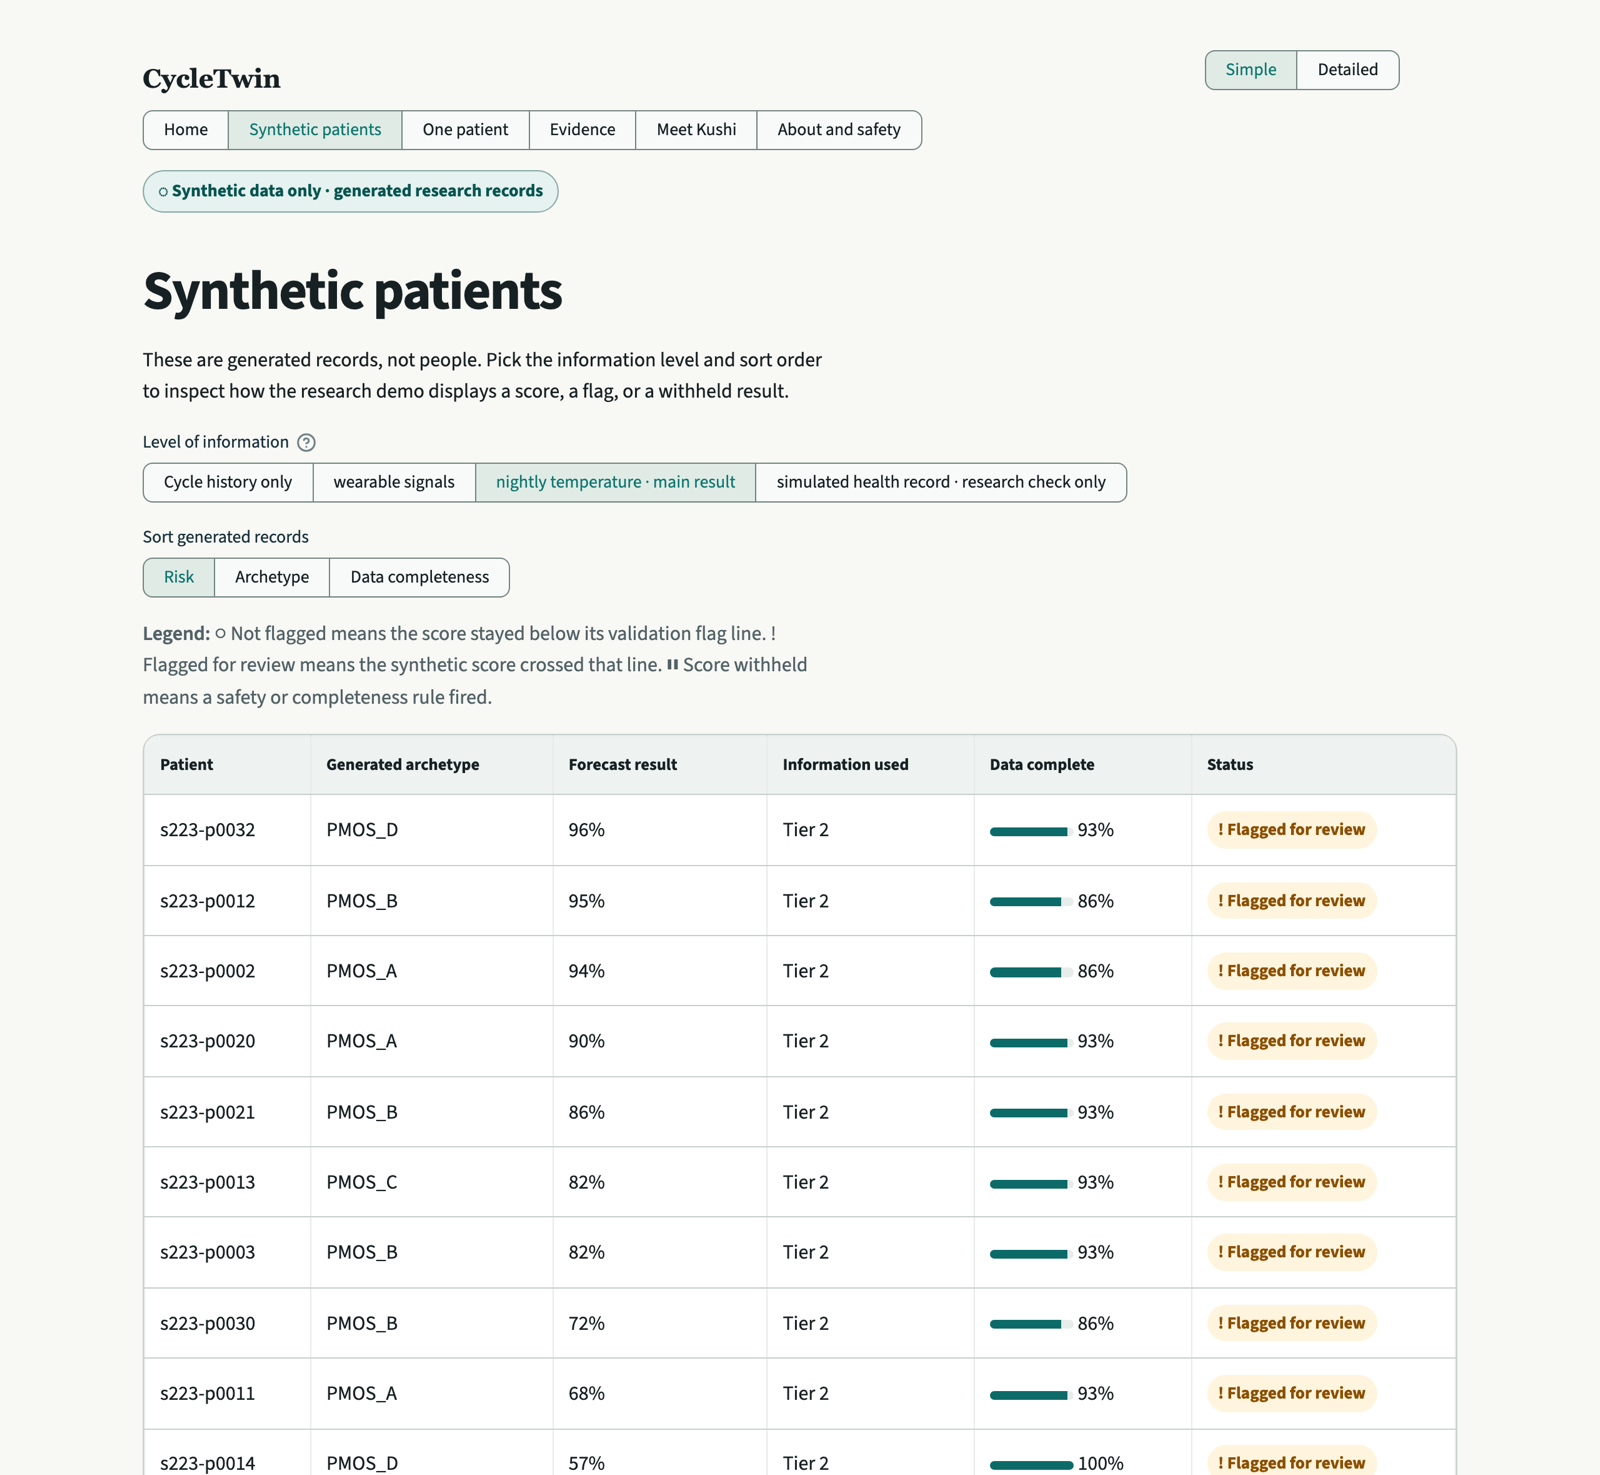 CycleTwin
Simple Detailed
Home Synthetic patients One patient Evidence Meet Kushi About and safety
○ Synthetic data only · generated research records
Synthetic patients
These are generated records, not people. Pick the information level and sort order
to inspect how the research demo displays a score, a flag, or a withheld result.
Level of information ?
Cycle history only wearable signals nightly temperature · main result simulated health record · research check only
Sort generated records
Risk Archetype Data completeness
Legend: ○ Not flagged means the score stayed below its validation flag line. !
Flagged for review means the synthetic score crossed that line. ▮▮ Score withheld
means a safety or completeness rule fired.
Patient Generated archetype Forecast result Information used Data complete Status
s223-p0032 PMOS_D 96% Tier 2 93% ! Flagged for review
s223-p0012 PMOS_B 95% Tier 2 86% ! Flagged for review
s223-p0002 PMOS_A 94% Tier 2 86% ! Flagged for review
s223-p0020 PMOS_A 90% Tier 2 93% ! Flagged for review
s223-p0021 PMOS_B 86% Tier 2 93% ! Flagged for review
s223-p0013 PMOS_C 82% Tier 2 93% ! Flagged for review
s223-p0003 PMOS_B 82% Tier 2 93% ! Flagged for review
s223-p0030 PMOS_B 72% Tier 2 86% ! Flagged for review
s223-p0011 PMOS_A 68% Tier 2 93% ! Flagged for review
s223-p0014 PMOS_D 57% Tier 2 100% ! Flagged for review